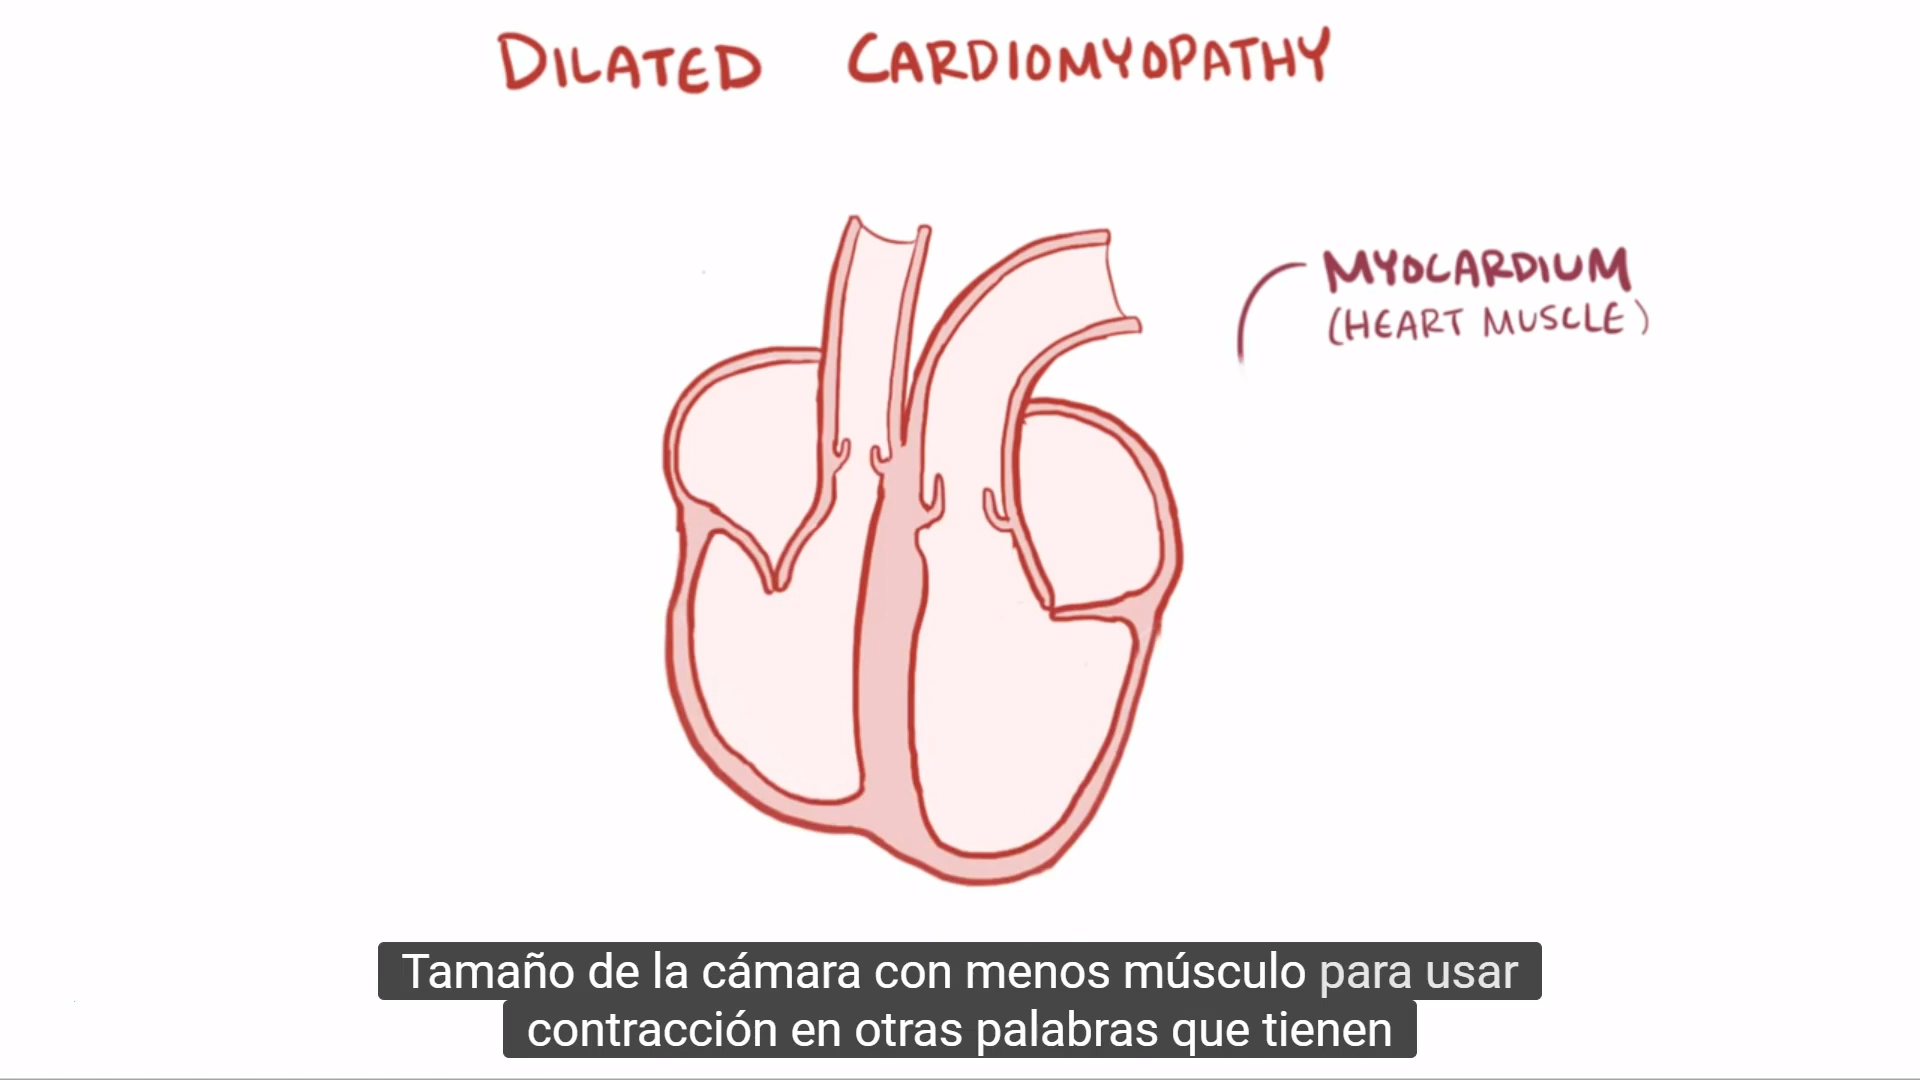 DILATED CARDIOMYOPATHY
MYOCARDIUM
(HEART MUSCLE)
Tamaño de la cámara con menos músculo para usar
contracción en otras palabras que tienen